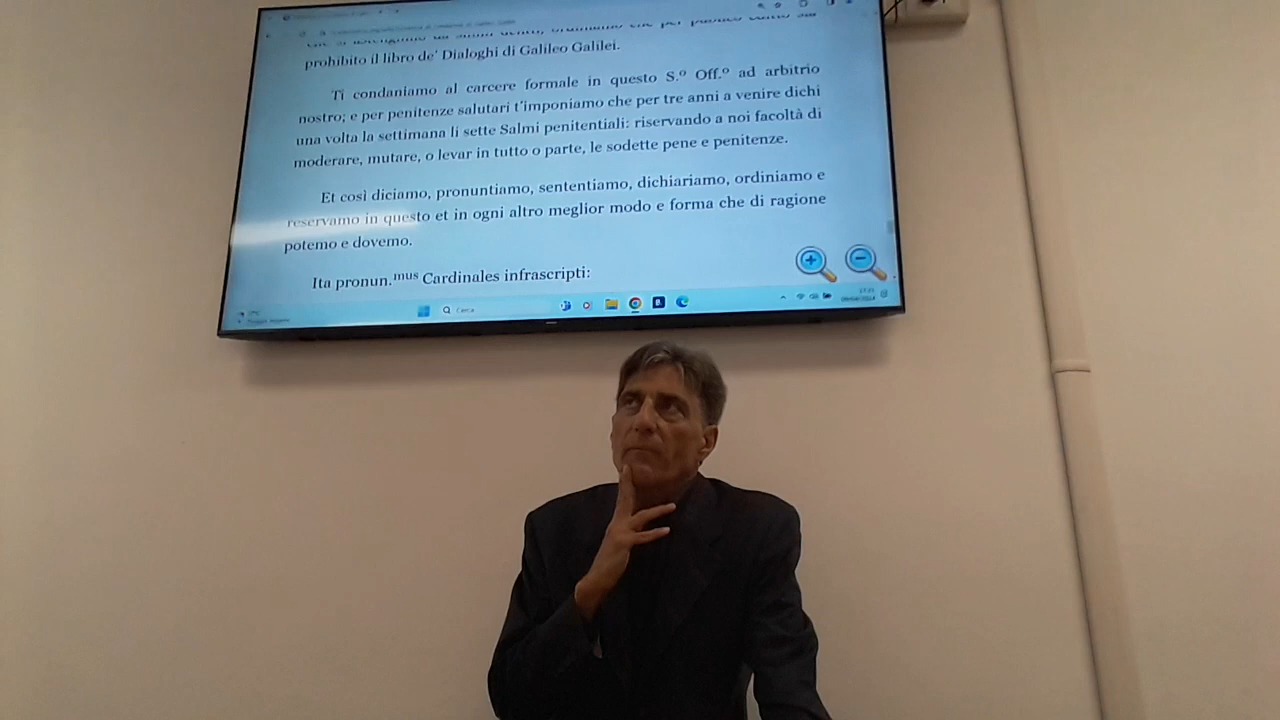 prohibito il libro de' Dialoghi di Galileo Galilei.
Ti condaniamo al carcere formale in questo S.º Off.º ad arbitrio
nostro; e per penitenze salutari t'imponiamo che per tre anni a venire dichi
una volta la settimana li sette Salmi penitentiali: riservando a noi facoltà di
moderare, mutare, o levar in tutto o parte, le sodette pene e penitenze.
Et così diciamo, pronuntiamo, sententiamo, dichiariamo, ordiniamo e
reservamo in questo et in ogni altro meglior modo e forma che di ragione
potemo e dovemo.
Ita pronun.mus Cardinales infrascripti:
Cerca